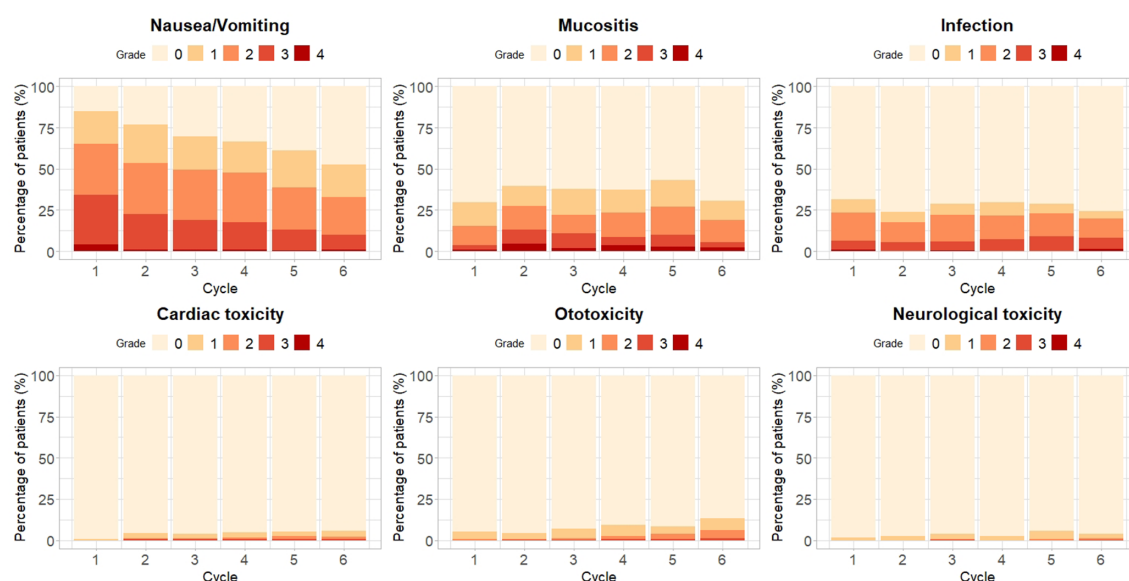 Nausea/Vomiting
Grade 0 1 2 3 4
Percentage of patients (%)
100
75
50
25
0
1 2 3 4 5 6
Cycle
Mucositis
Grade 0 1 2 3 4
Percentage of patients (%)
100
75
50
25
0
1 2 3 4 5 6
Cycle
Infection
Grade 0 1 2 3 4
Percentage of patients (%)
100
75
50
25
0
1 2 3 4 5 6
Cycle
Cardiac toxicity
Grade 0 1 2 3 4
Percentage of patients (%)
100
75
50
25
0
1 2 3 4 5 6
Cycle
Ototoxicity
Grade 0 1 2 3 4
Percentage of patients (%)
100
75
50
25
0
1 2 3 4 5 6
Cycle
Neurological toxicity
Grade 0 1 2 3 4
Percentage of patients (%)
100
75
50
25
0
1 2 3 4 5 6
Cycle